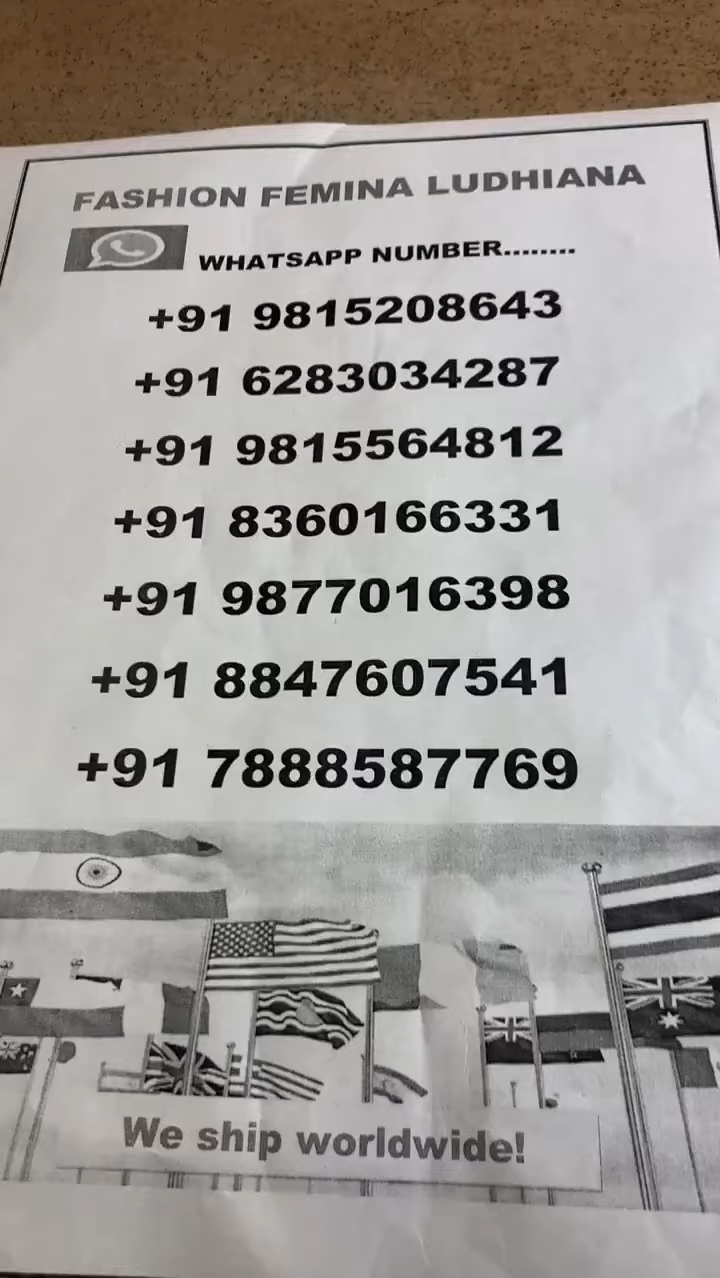 FASHION FEMINA LUDHIANA
WHATSAPP NUMBER........
+91 9815208643
+91 6283034287
+91 9815564812
+91 8360166331
+91 9877016398
+91 8847607541
+91 7888587769
We ship worldwide!